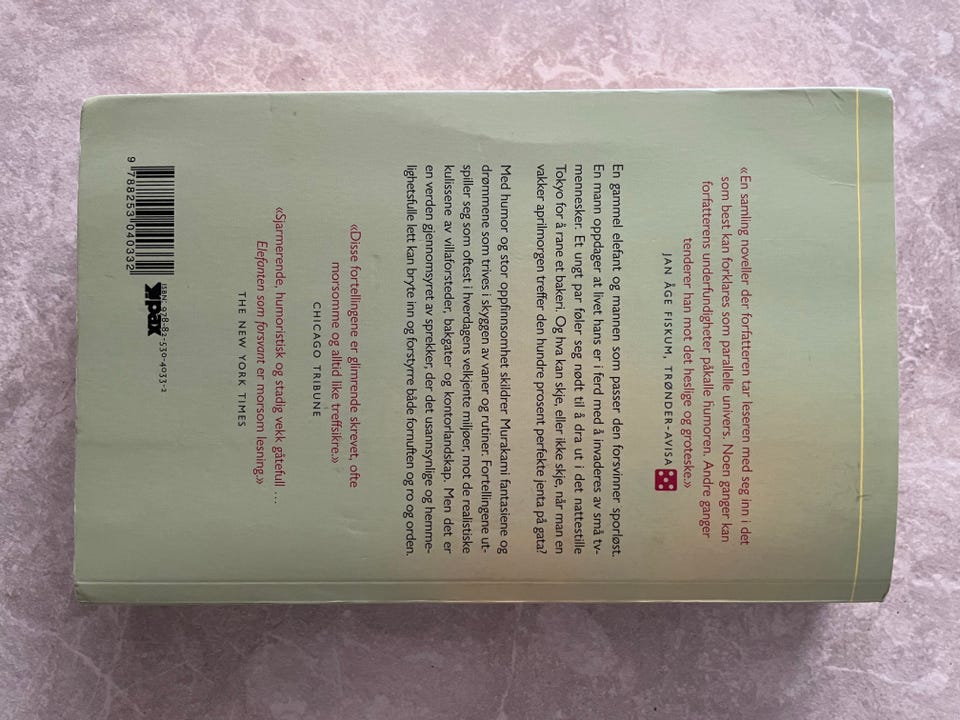 «En samling noveller der forfatteren tar leseren med seg inn i det
som best kan forklares som parallelle univers. Noen ganger kan
forfatterens underfundigheter påkalle humoren. Andre ganger
tenderer han mot det heslige og groteske.»
JAN ÅGE FISKUM, TRØNDER-AVISA
En gammel elefant og mannen som passer den forsvinner sporløst.
En mann oppdager at livet hans er i ferd med å invaderes av små tv-
mennesker. Et ungt par føler seg nødt til å dra ut i det nattestille
Tokyo for å rane et bakeri. Og hva kan skje, eller ikke skje, når man en
vakker aprilmorgen treffer den hundre prosent perfekte jenta på gata?
Med humor og stor oppfinnsomhet skildrer Murakami fantasiene og
drømmene som trives i skyggen av vaner og rutiner. Fortellingene ut-
spiller seg som oftest i hverdagens velkjente miljøer, mot de realistiske
kulissene av villaforsteder, bakgater og kontorlandskap. Men det er
en verden gjennomsyret av sprekker, der det usannsynlige og hemme-
lighetsfulle lett kan bryte inn og forstyrre både fornuften og ro og orden.
«Disse fortellingene er glimrende skrevet, ofte
morsomme og alltid like treffsikre.»
CHICAGO TRIBUNE
«Sjarmerende, humoristisk og stadig vekk gåtefull ...
Elefanten som forsvant er morsom lesning.»
THE NEW YORK TIMES
ISBN: 978-82-530-4033-2
pax
9 788253 040332